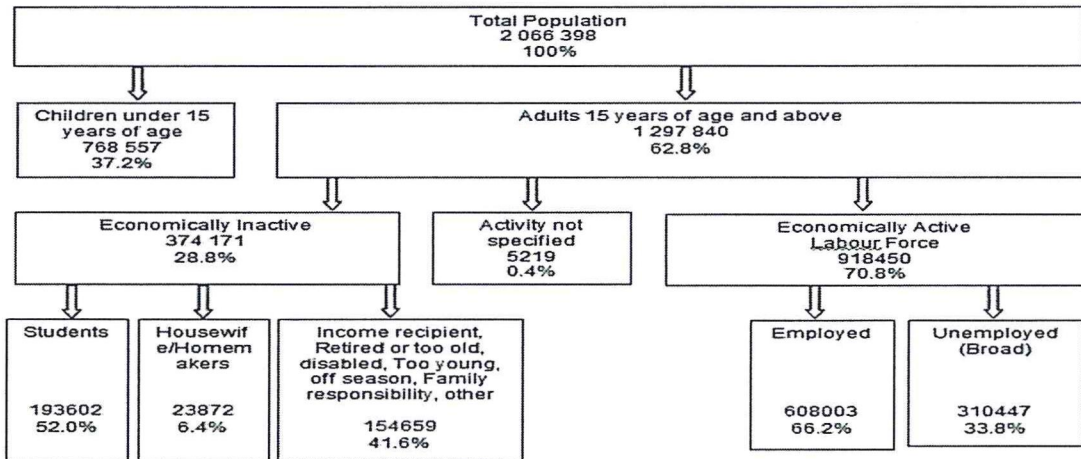 Total Population
2 066 398
100%
Children under 15
years of age
768 557
37.2%
Adults 15 years of age and above
1 297 840
62.8%
Economically Inactive
374 171
28.8%
Activity not
specified
5219
0.4%
Economically Active
Labour Force
918450
70.8%
Students
193602
52.0%
Housewif
e/Homem
akers
23872
6.4%
Income recipient,
Retired or too old,
disabled, Too young,
off season, Family
responsibility, other
154659
41.6%
Employed
608003
66.2%
Unemployed
(Broad)
310447
33.8%